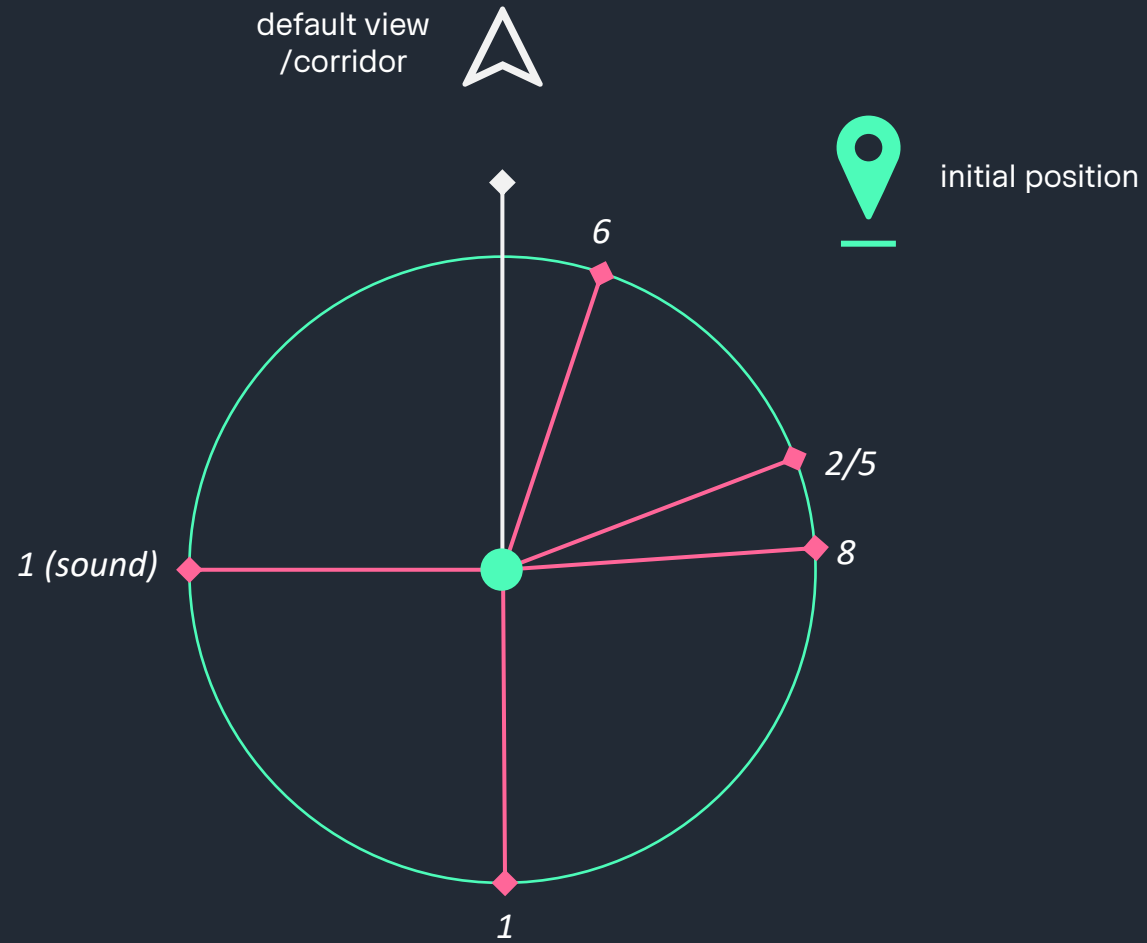 default view
/corridor
initial position
6
2/5
8
1 (sound)
1